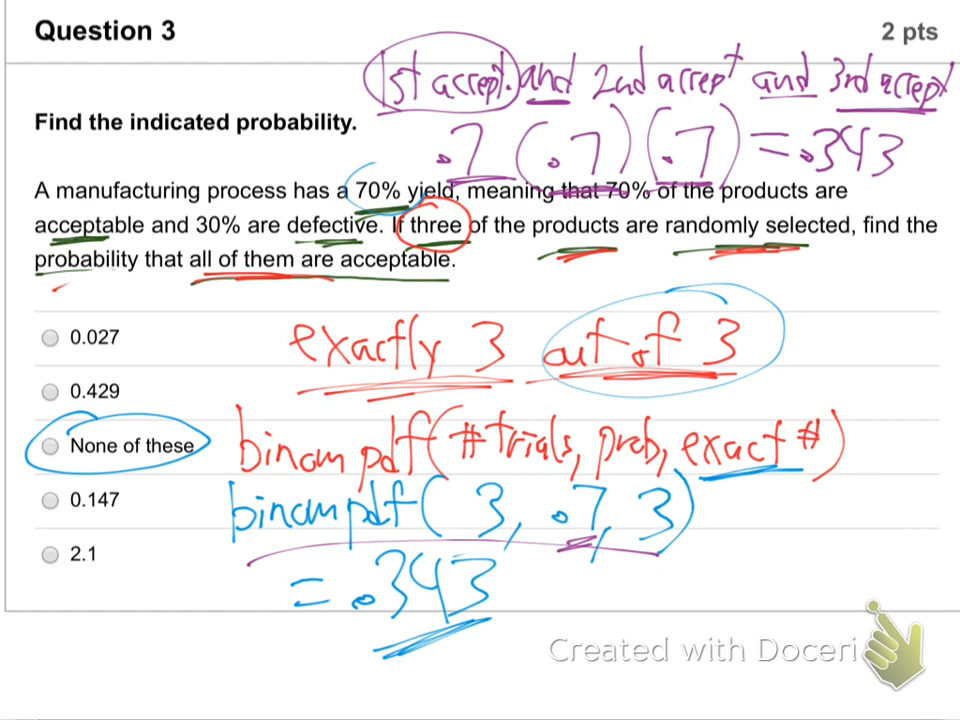 Question 3
2 pts
1st accept. and 2nd accept and 3rd accept
Find the indicated probability.
.7 (.7)(.7) = .343
A manufacturing process has a 70% yield, meaning that 70% of the products are
acceptable and 30% are defective. If three of the products are randomly selected, find the
probability that all of them are acceptable.
0.027
exactly 3 out of 3
0.429
None of these
binompdf(# trials, prob, exact #)
0.147
binompdf(3, .7, 3)
2.1
= .343
Created with Doceri